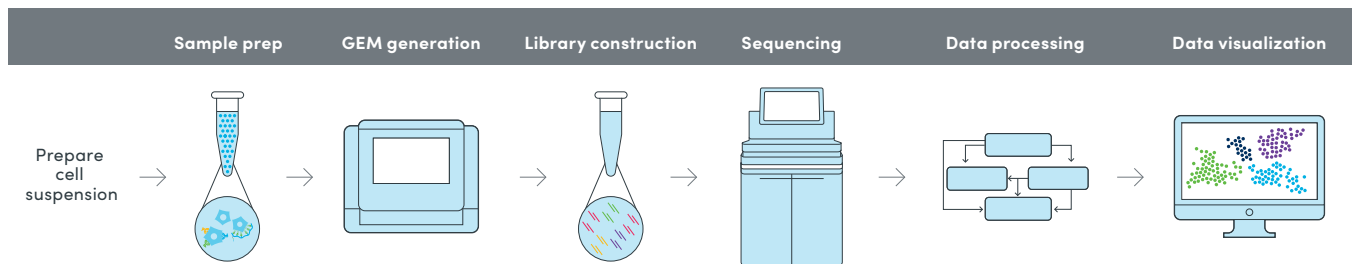 Sample prep
GEM generation
Library construction
Sequencing
Data processing
Data visualization
Prepare
cell
suspension